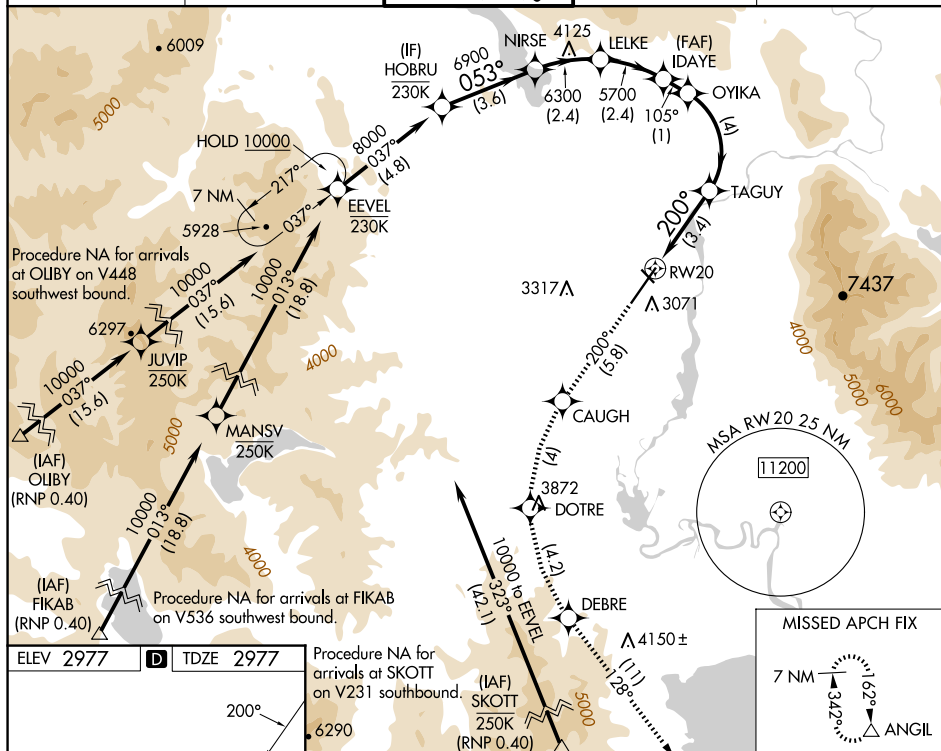 6009
5000
(IF)
HOBRU
230K
6900
053°
(3.6)
NIRSE
4125
LELKE
(FAF)
IDAYE
6300
(2.4)
5700
(2.4)
105°
(1)
OYIKA
(4)
TAGUY
HOLD 10000
217°
7 NM
037°
5928
8000
037°
(4.8)
EEVEL
230K
200°
(3.4)
RW20
Procedure NA for arrivals
at OLIBY on V448
southwest bound.
10000
037°
(15.6)
10000
013°
(18.8)
3317
3071
7437
4000
5000
6000
6297
JUVIP
250K
4000
10000
037°
(15.6)
200°
(5.8)
CAUGH
MANSV
250K
5000
(IAF)
OLIBY
(RNP 0.40)
MSA RW20 25 NM
11200
10000
013°
(18.8)
(4)
3872
DOTRE
4000
10000 to EEVEL
323°
(42.1)
(4.2)
(IAF)
FIKAB
(RNP 0.40)
Procedure NA for arrivals at FIKAB
on V536 southwest bound.
DEBRE
4150 ±
(11)
128°
MISSED APCH FIX
7 NM
162°
342°
ANGIL
ELEV 2977
D
TDZE 2977
Procedure NA for
arrivals at SKOTT
on V231 southbound.
(IAF)
SKOTT
250K
(RNP 0.40)
5000
200°
6290